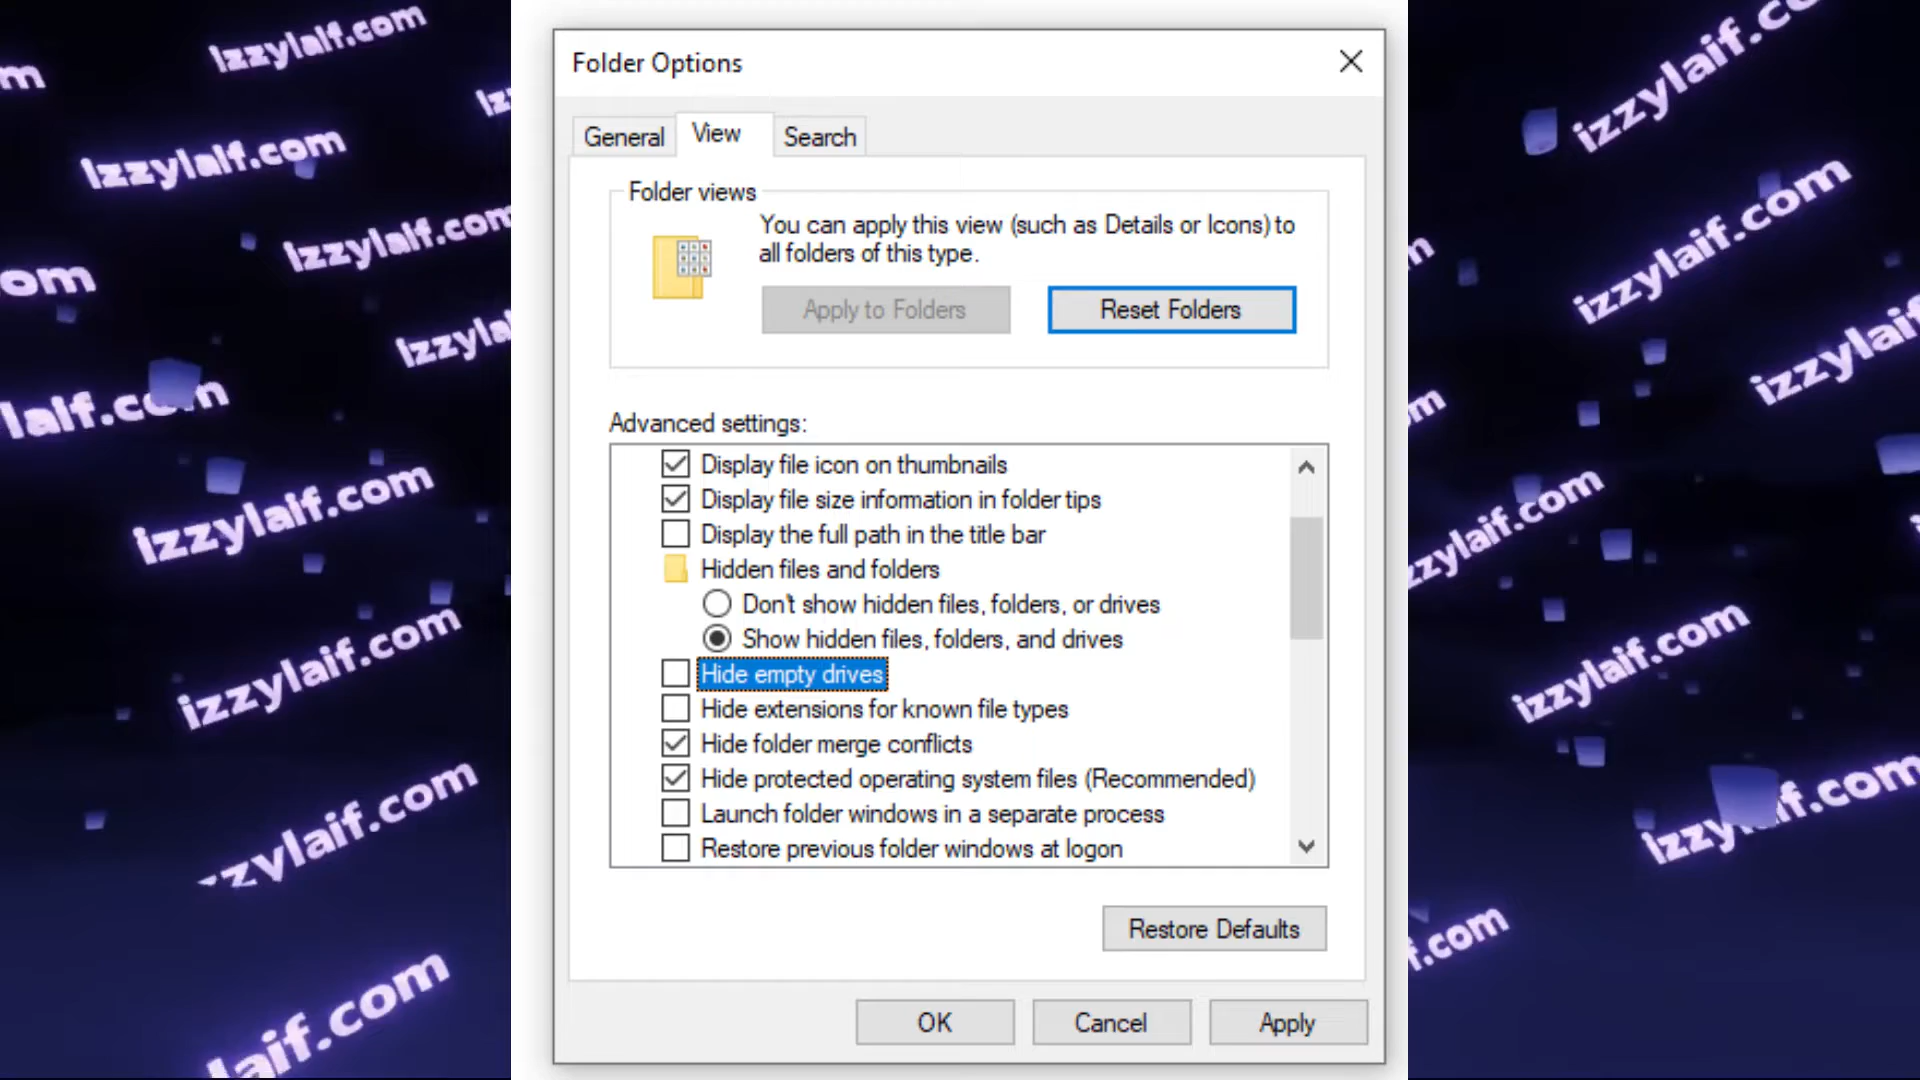 izzylaif.com
izzylaif.com
izzylaif.com
izzylaif.com
izzylaif.com
izzylaif.com
Folder Options
General
View
Search
Folder views
You can apply this view (such as Details or Icons) to
all folders of this type.
Apply to Folders
Reset Folders
Advanced settings:
Display file icon on thumbnails
Display file size information in folder tips
Display the full path in the title bar
Hidden files and folders
Don't show hidden files, folders, or drives
Show hidden files, folders, and drives
Hide empty drives
Hide extensions for known file types
Hide folder merge conflicts
Hide protected operating system files (Recommended)
Launch folder windows in a separate process
Restore previous folder windows at logon
Restore Defaults
OK
Cancel
Apply
izzylaif.com
izzylaif.com
izzylaif.com